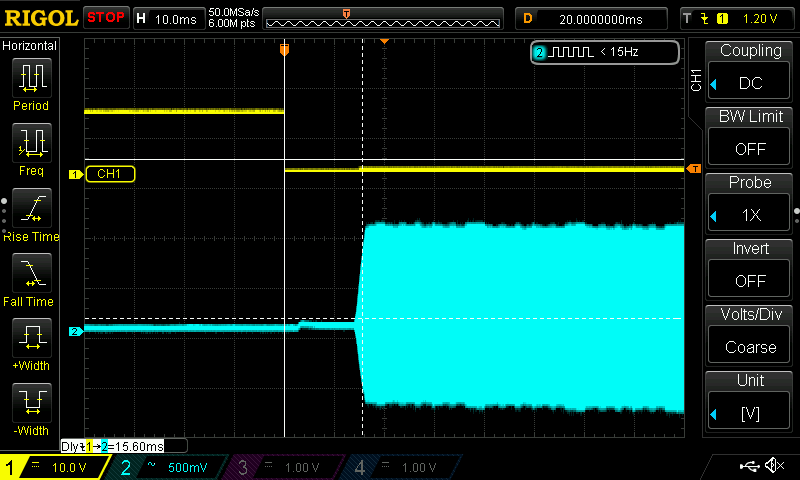 RIGOL STOP H 10.0ms 50.0MSa/s 6.00M pts T D 20.0000000ms T 1 1.20 V
Horizontal
Period
Freq
Rise Time
Fall Time
+Width
-Width
T
2 < 15Hz
1 CH1
T
2
Dly 1→2=15.60ms
CH1
Coupling
DC
BW Limit
OFF
Probe
1X
Invert
OFF
Volts/Div
Coarse
Unit
[V]
1 = 10.0 V 2 ~ 500mV 3 = 1.00 V 4 = 1.00 V